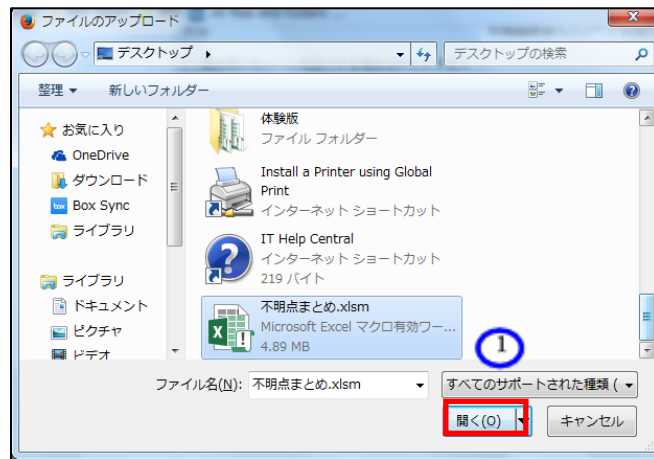 ファイルのアップロード
デスクトップ
デスクトップの検索
整理
新しいフォルダー
お気に入り
OneDrive
ダウンロード
Box Sync
ライブラリ
ライブラリ
ドキュメント
ピクチャ
ビデオ
体験版
ファイル フォルダー
Install a Printer using Global
Print
インターネット ショートカット
IT Help Central
インターネット ショートカット
219 バイト
不明点まとめ.xlsm
Microsoft Excel マクロ有効ワー...
4.89 MB
1
ファイル名(N): 不明点まとめ.xlsm
すべてのサポートされた種類 (
開く(O)
キャンセル